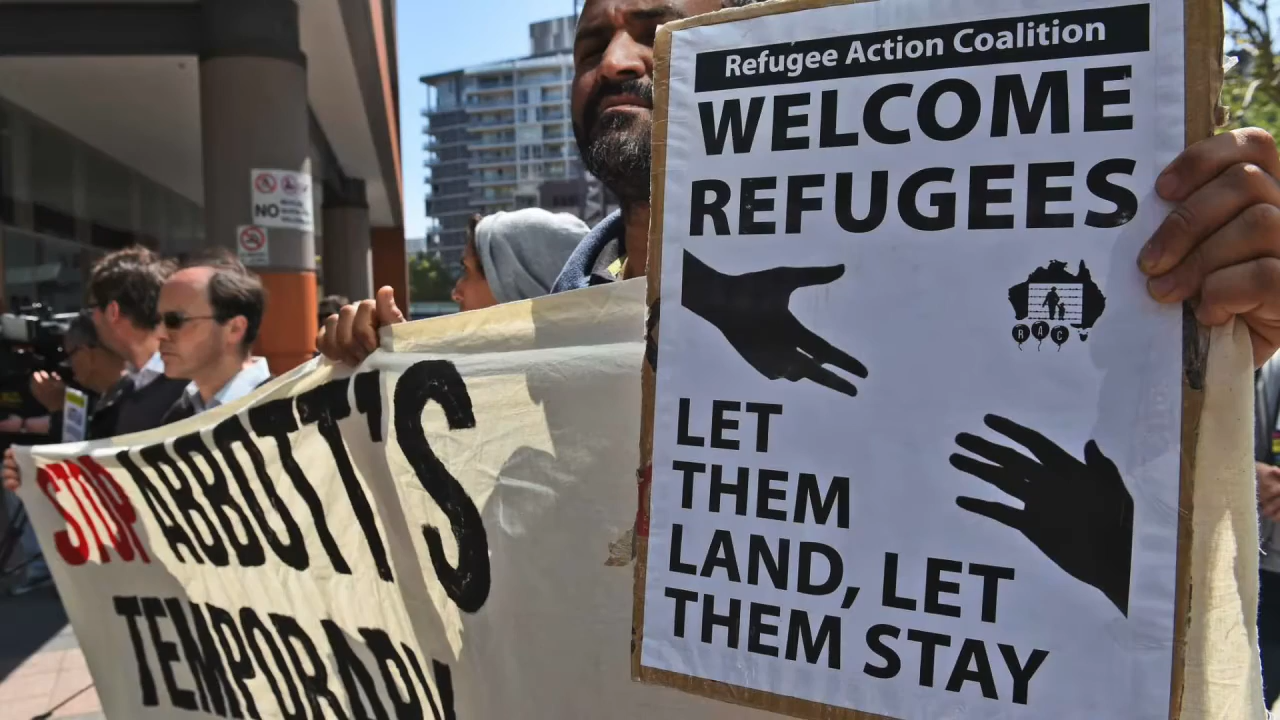 Refugee Action Coalition
WELCOME
REFUGEES
RAC
LET
THEM
LAND, LET
THEM STAY
STOP ABBOTT'S
TEMPORARY
NO